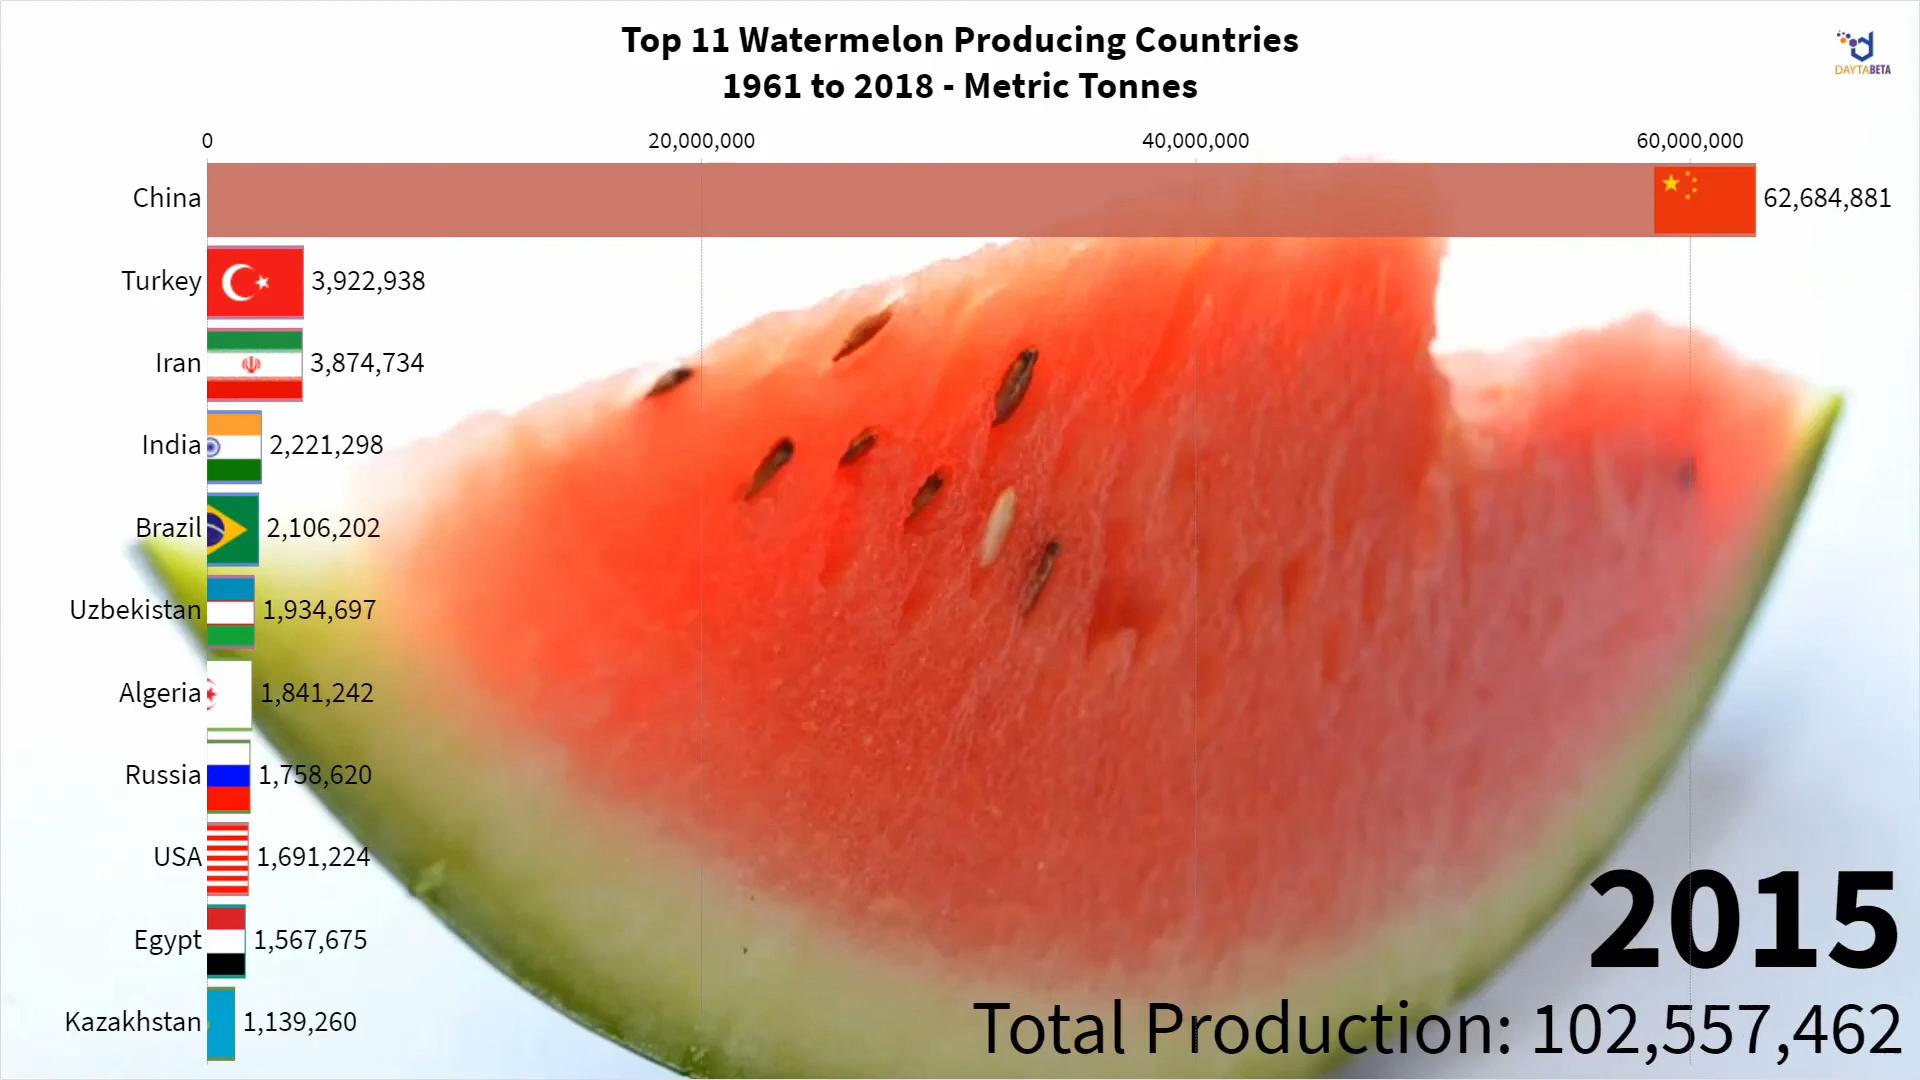 Top 11 Watermelon Producing Countries
1961 to 2018 - Metric Tonnes
DAYTABETA
0 20,000,000 40,000,000 60,000,000
China 62,684,881
Turkey 3,922,938
Iran 3,874,734
India 2,221,298
Brazil 2,106,202
Uzbekistan 1,934,697
Algeria 1,841,242
Russia 1,758,620
USA 1,691,224
Egypt 1,567,675
Kazakhstan 1,139,260
2015
Total Production: 102,557,462